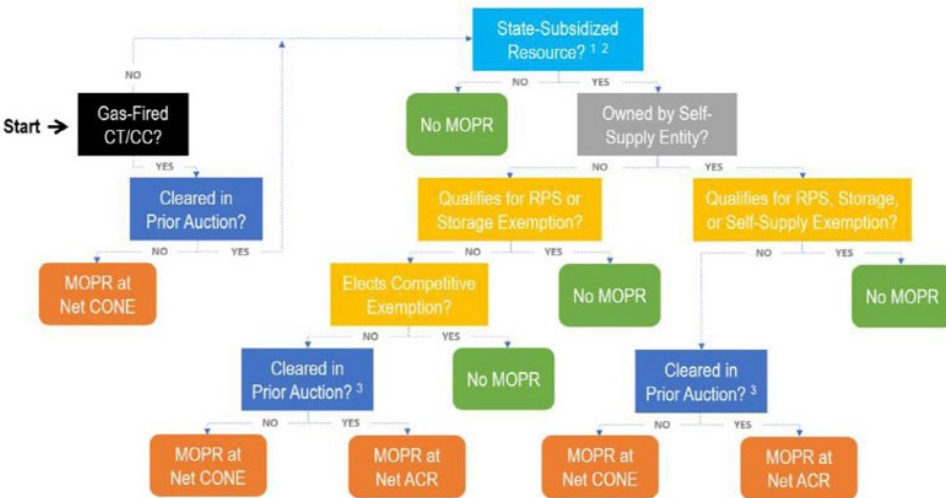 State-Subsidized
Resource? 1 2
NO
NO
YES
Start →
Gas-Fired
CT/CC?
No MOPR
Owned by Self-
Supply Entity?
YES
NO
YES
Cleared in
Prior Auction?
Qualifies for RPS or
Storage Exemption?
Qualifies for RPS, Storage,
or Self-Supply Exemption?
NO
YES
NO
YES
NO
YES
MOPR at
Net CONE
Elects Competitive
Exemption?
No MOPR
No MOPR
NO
YES
Cleared in
Prior Auction? 3
No MOPR
Cleared in
Prior Auction? 3
NO
YES
NO
YES
MOPR at
Net CONE
MOPR at
Net ACR
MOPR at
Net CONE
MOPR at
Net ACR